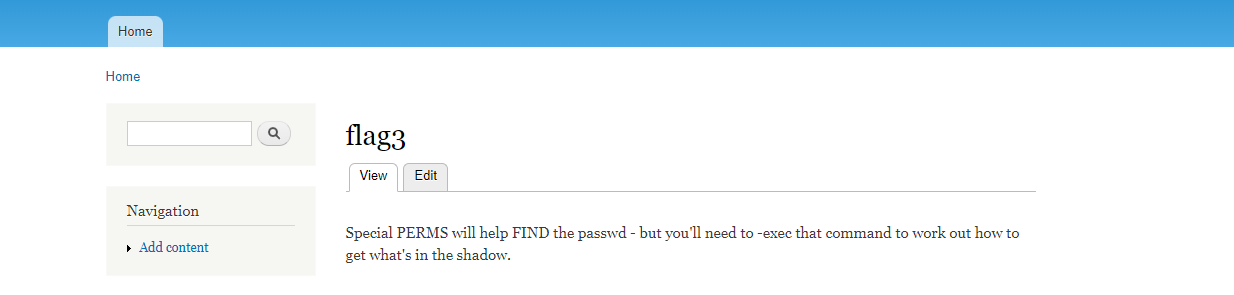 Home
Home
flag3
View Edit
Navigation
Add content
Special PERMS will help FIND the passwd - but you'll need to -exec that command to work out how to
get what's in the shadow.